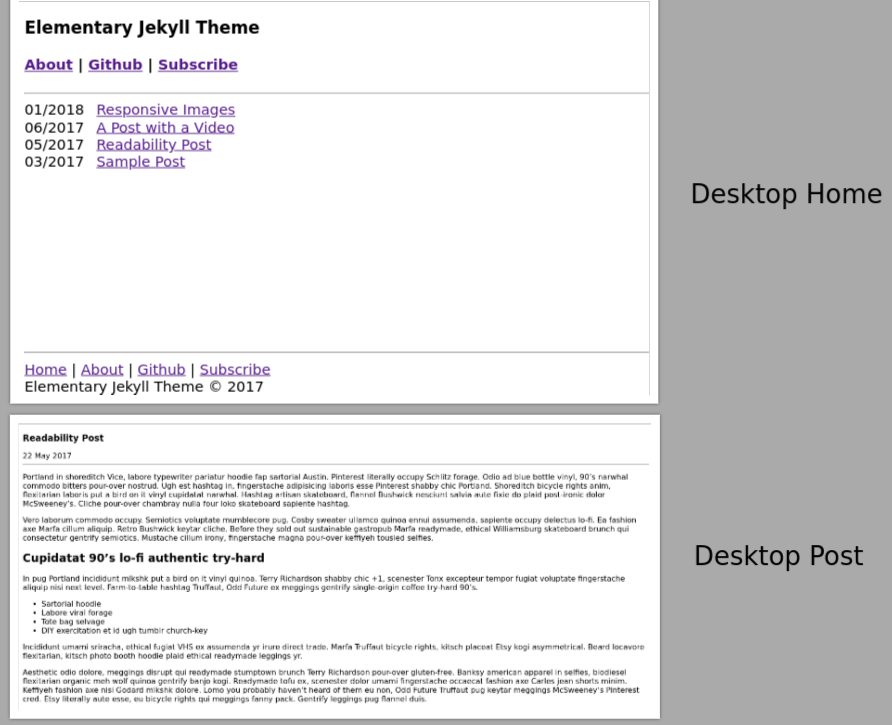 Elementary Jekyll Theme
About | Github | Subscribe
01/2018 Responsive Images
06/2017 A Post with a Video
05/2017 Readability Post
03/2017 Sample Post
Desktop Home
Home | About | Github | Subscribe
Elementary Jekyll Theme © 2017
Readability Post
22 May 2017
Portland in shoreditch Vice, labore typewriter pariatur hoodie fap sartorial Austin. Pinterest literally occupy Schlitz forage. Odio ad blue bottle vinyl, 90's narwhal
commodo bitters pour-over nostrud. Ugh est hashtag in, fingerstache adipisicing laboris esse Pinterest shabby chic Portland. Shoreditch bicycle rights anim,
flexitarian laboris put a bird on it vinyl cupidatat narwhal. Hashtag artisan skateboard, flannel Bushwick nesciunt salvia aute fixie do plaid post-ironic dolor
McSweeney's. Cliche pour-over chambray nulla four loko skateboard sapiente hashtag.
Vero laborum commodo occupy. Semiotics voluptate mumblecore pug. Cosby sweater ullamco quinoa ennui assumenda, sapiente occupy delectus lo-fi. Ea fashion
axe Marfa cillum aliquip. Retro Bushwick keytar cliche. Before they sold out sustainable gastropub Marfa readymade, ethical Williamsburg skateboard brunch qui
consectetur gentrify semiotics. Mustache cillum irony, fingerstache magna pour-over keffiyeh tousled selfies.
Cupidatat 90's lo-fi authentic try-hard
Desktop Post
In pug Portland incididunt mlkshk put a bird on it vinyl quinoa. Terry Richardson shabby chic +1, scenester Tonx excepteur tempor fugiat voluptate fingerstache
aliquip nisi next level. Farm-to-table hashtag Truffaut, Odd Future ex meggings gentrify single-origin coffee try-hard 90's.
• Sartorial hoodie
• Labore viral forage
• Tote bag selvage
• DIY exercitation et id ugh tumblr church-key
Incididunt umami sriracha, ethical fugiat VHS ex assumenda yr irure direct trade. Marfa Truffaut bicycle rights, kitsch placeat Etsy kogi asymmetrical. Beard locavore
flexitarian, kitsch photo booth hoodie plaid ethical readymade leggings yr.
Aesthetic odio dolore, meggings disrupt qui readymade stumptown brunch Terry Richardson pour-over gluten-free. Banksy american apparel in selfies, biodiesel
flexitarian organic meh wolf quinoa gentrify banjo kogi. Readymade tofu ex, scenester dolor umami fingerstache occaecat fashion axe Carles jean shorts minim.
Keffiyeh fashion axe nisi Godard mlkshk dolore. Lomo you probably haven't heard of them eu non, Odd Future Truffaut pug keytar meggings McSweeney's Pinterest
cred. Etsy literally aute esse, eu bicycle rights qui meggings fanny pack. Gentrify leggings pug flannel duis.